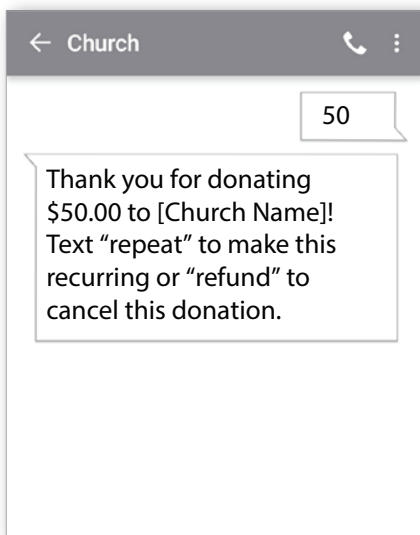 Church
50
Thank you for donating
$50.00 to [Church Name]!
Text “repeat” to make this
recurring or “refund” to
cancel this donation.